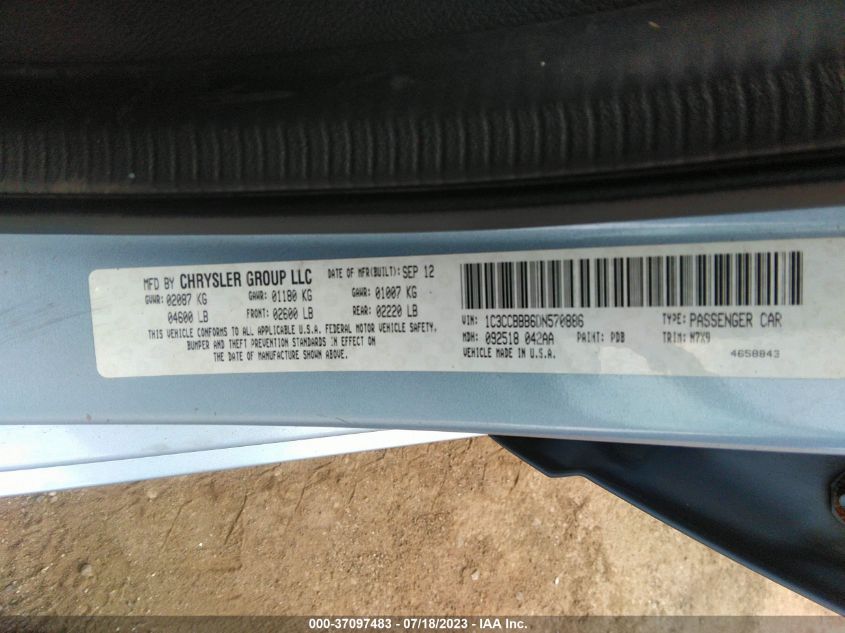 MFD BY CHRYSLER GROUP LLC DATE OF MFR(BUILT): SEP 12
GVWR: 02087 KG GAWR: 01180 KG GAWR: 01007 KG
04600 LB FRONT: 02600 LB REAR: 02220 LB
THIS VEHICLE CONFORMS TO ALL APPLICABLE U.S.A. FEDERAL MOTOR VEHICLE SAFETY,
BUMPER AND THEFT PREVENTION STANDARDS IN EFFECT ON
THE DATE OF MANUFACTURE SHOWN ABOVE.
VIN: 1C3CCBBB6DN570886 TYPE: PASSENGER CAR
MDH: 092518 042AA PAINT: PDB TRIM: M7X9
VEHICLE MADE IN U.S.A. 4658843
000-37097483 / 07/18/2023 / IAA Inc.